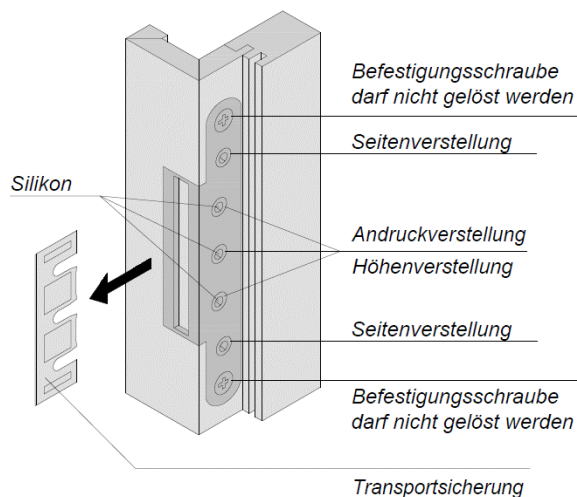 Befestigungsschraube
darf nicht gelöst werden
Seitenverstellung
Silikon
Andruckverstellung
Höhenverstellung
Seitenverstellung
Befestigungsschraube
darf nicht gelöst werden
Transportsicherung